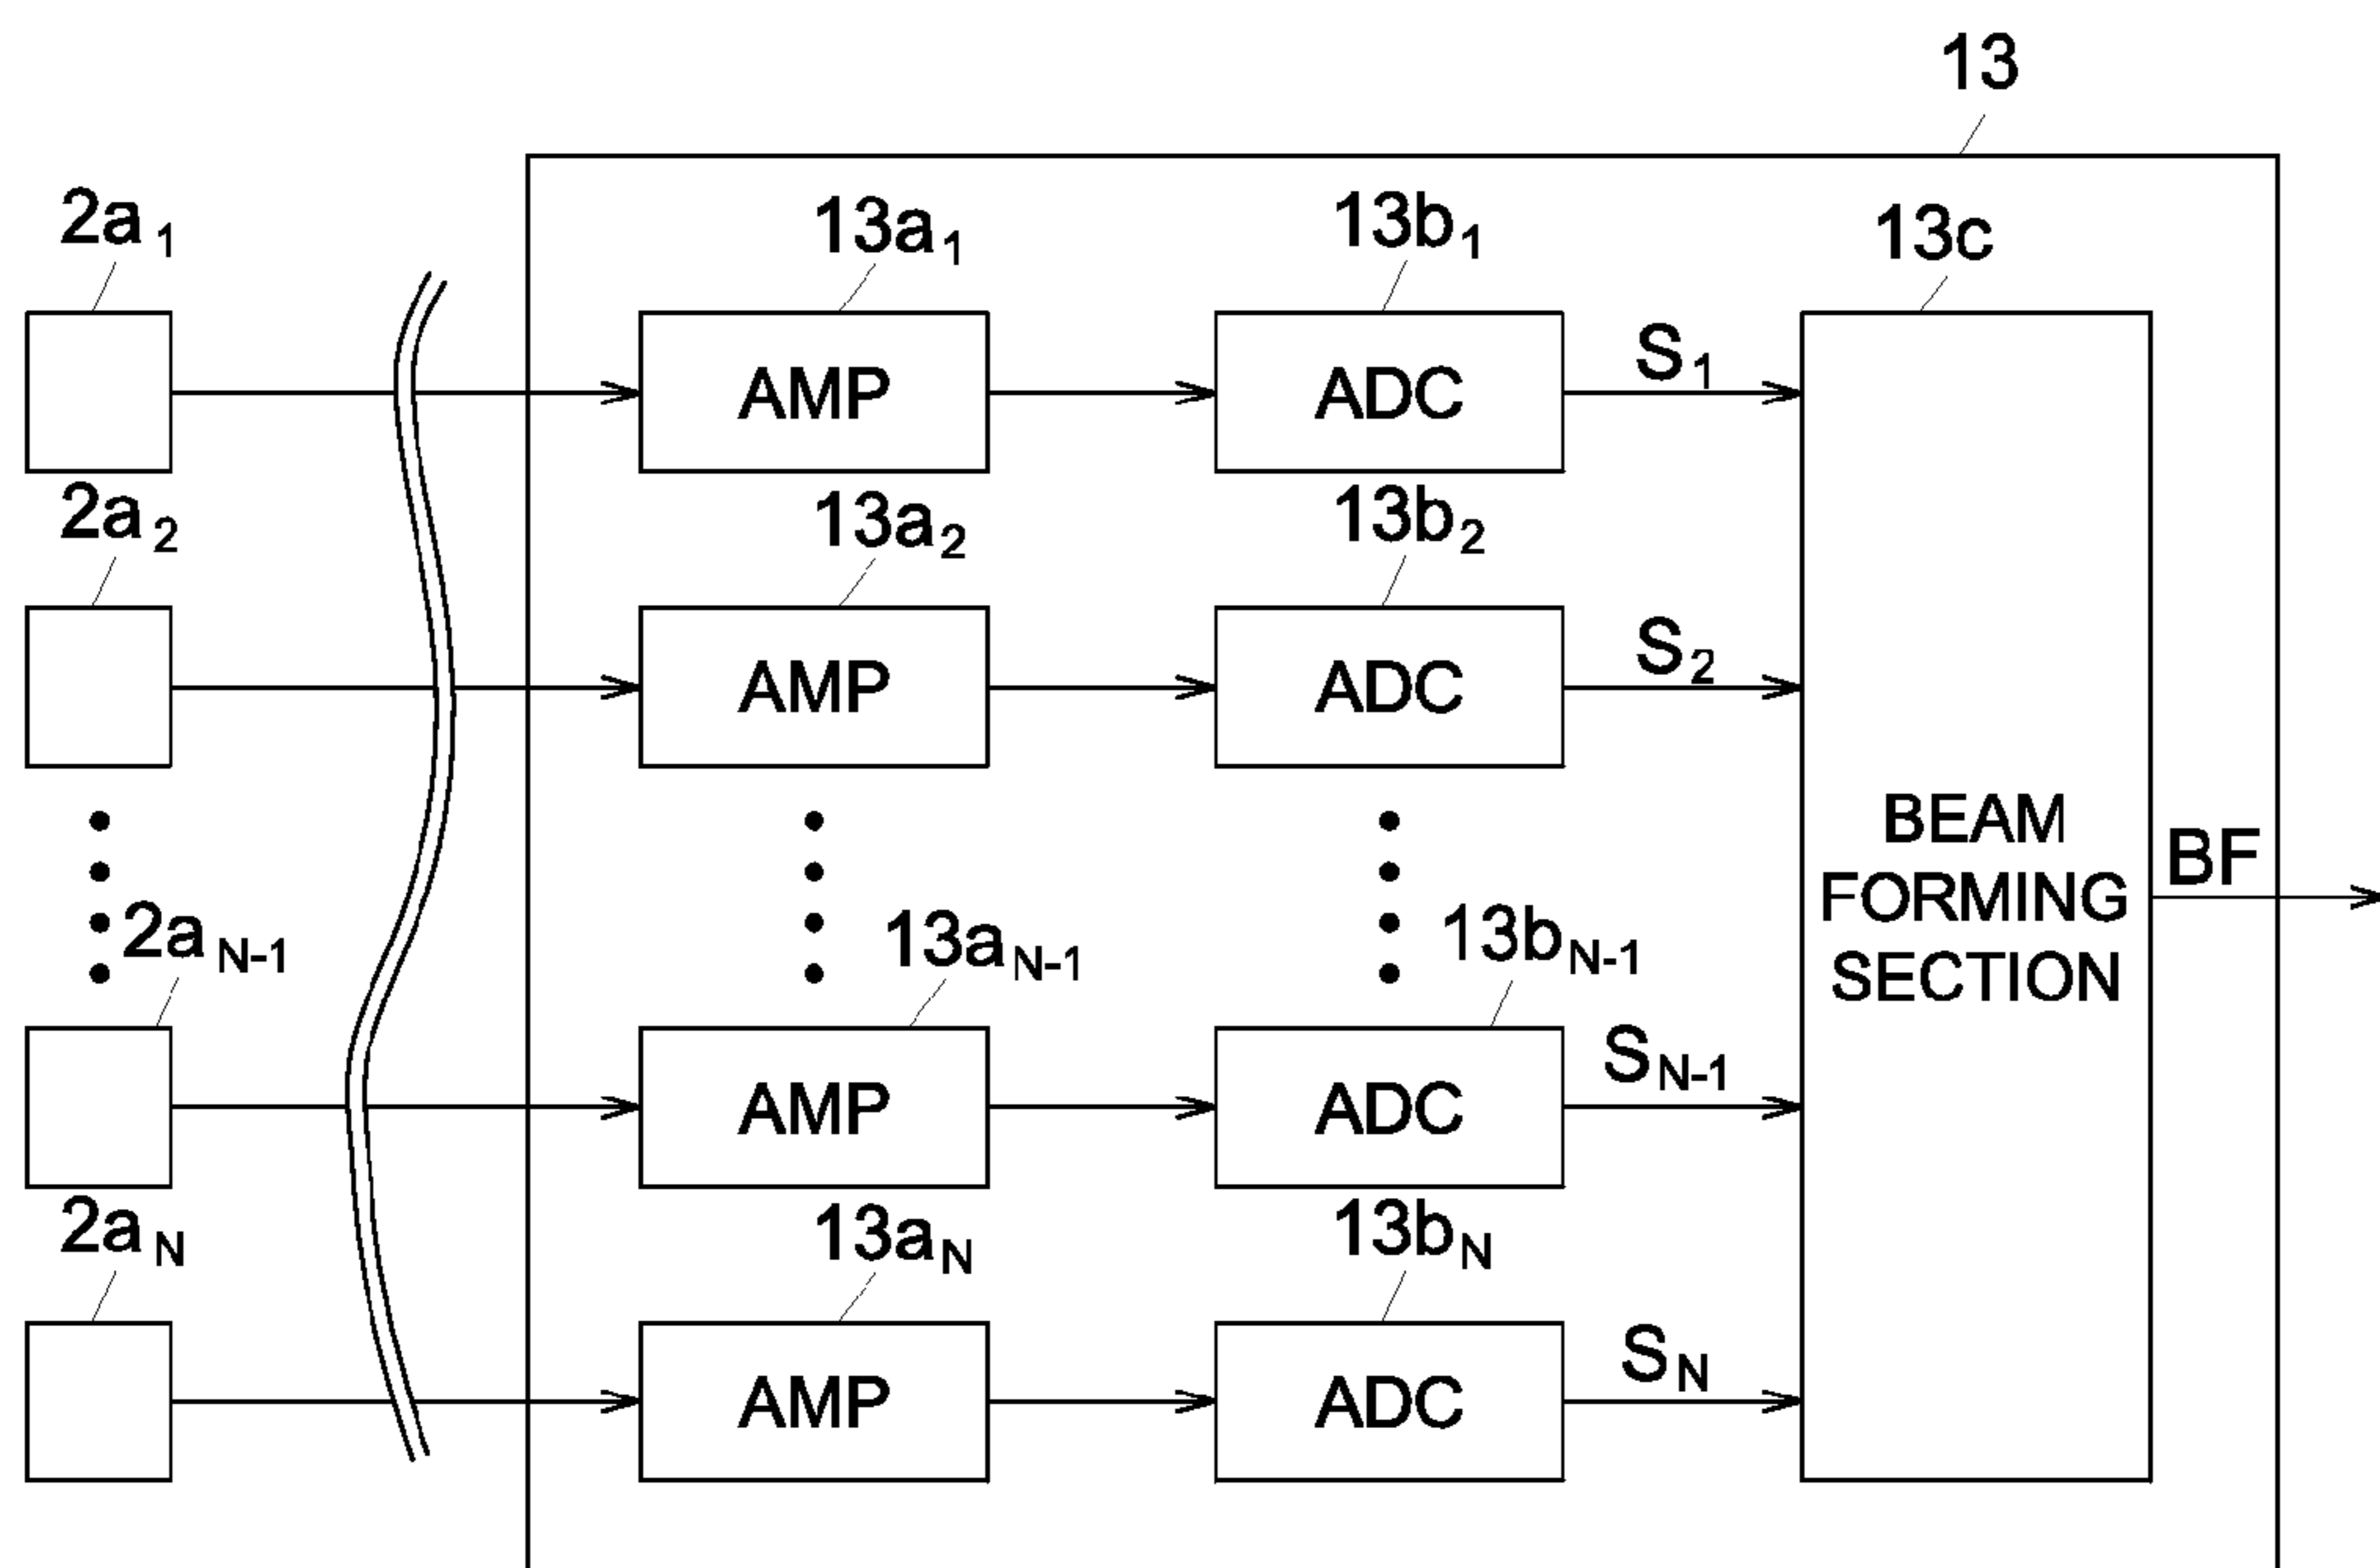 13
2a₁ 13a₁ 13b₁ 13c
AMP ADC S₁
2a₂ 13a₂ 13b₂
AMP ADC S₂
BEAM
FORMING
SECTION
BF
2aN-1 13aN-1 13bN-1
AMP ADC SN-1
2aN 13aN 13bN
AMP ADC SN